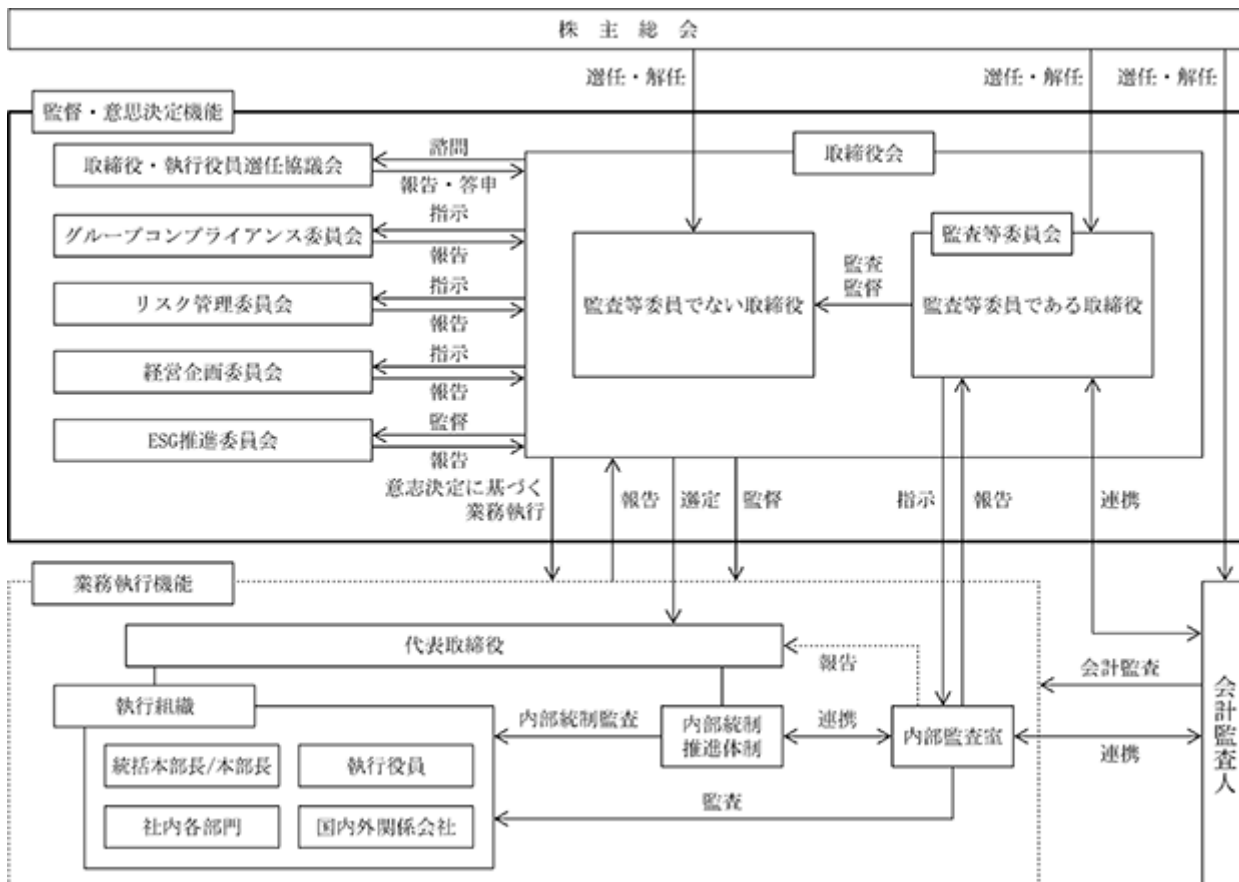 株主総会
選任・解任
選任・解任
選任・解任
監督・意思決定機能
取締役会
取締役・執行役員選任協議会
諮問
報告・答申
グループコンプライアンス委員会
指示
報告
リスク管理委員会
指示
報告
経営企画委員会
指示
報告
ESG推進委員会
監督
報告
監査等委員でない取締役
監査
監督
監査等委員会
監査等委員である取締役
意志決定に基づく
業務執行
報告
選定
監督
指示
報告
連携
業務執行機能
代表取締役
報告
執行組織
統括本部長/本部長
執行役員
社内各部門
国内外関係会社
内部統制監査
内部統制
推進体制
連携
内部監査室
監査
会計監査
連携
会計監査人